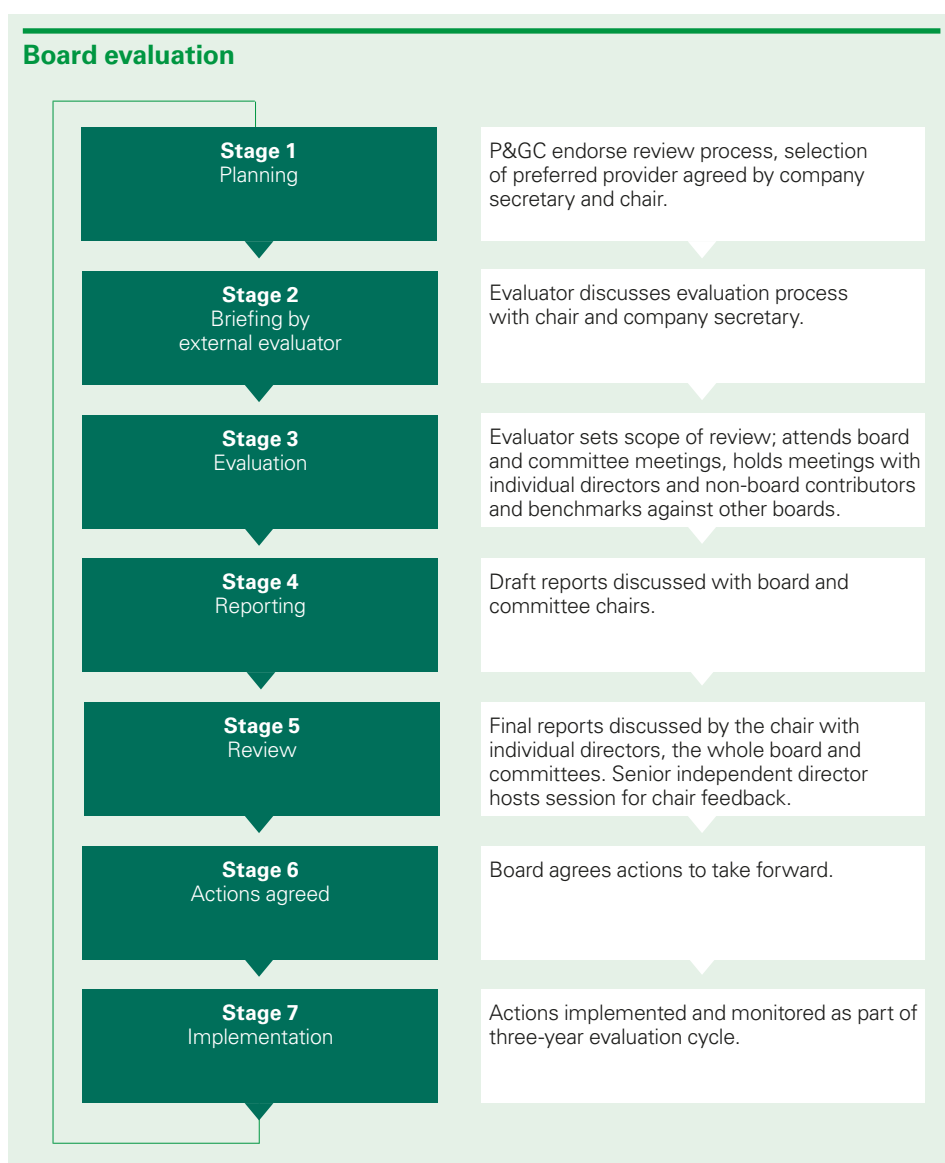 Board evaluation
Stage 1
Planning
P&GC endorse review process, selection
of preferred provider agreed by company
secretary and chair.
Stage 2
Briefing by
external evaluator
Evaluator discusses evaluation process
with chair and company secretary.
Stage 3
Evaluation
Evaluator sets scope of review; attends board
and committee meetings, holds meetings with
individual directors and non-board contributors
and benchmarks against other boards.
Stage 4
Reporting
Draft reports discussed with board and
committee chairs.
Stage 5
Review
Final reports discussed by the chair with
individual directors, the whole board and
committees. Senior independent director
hosts session for chair feedback.
Stage 6
Actions agreed
Board agrees actions to take forward.
Stage 7
Implementation
Actions implemented and monitored as part of
three-year evaluation cycle.